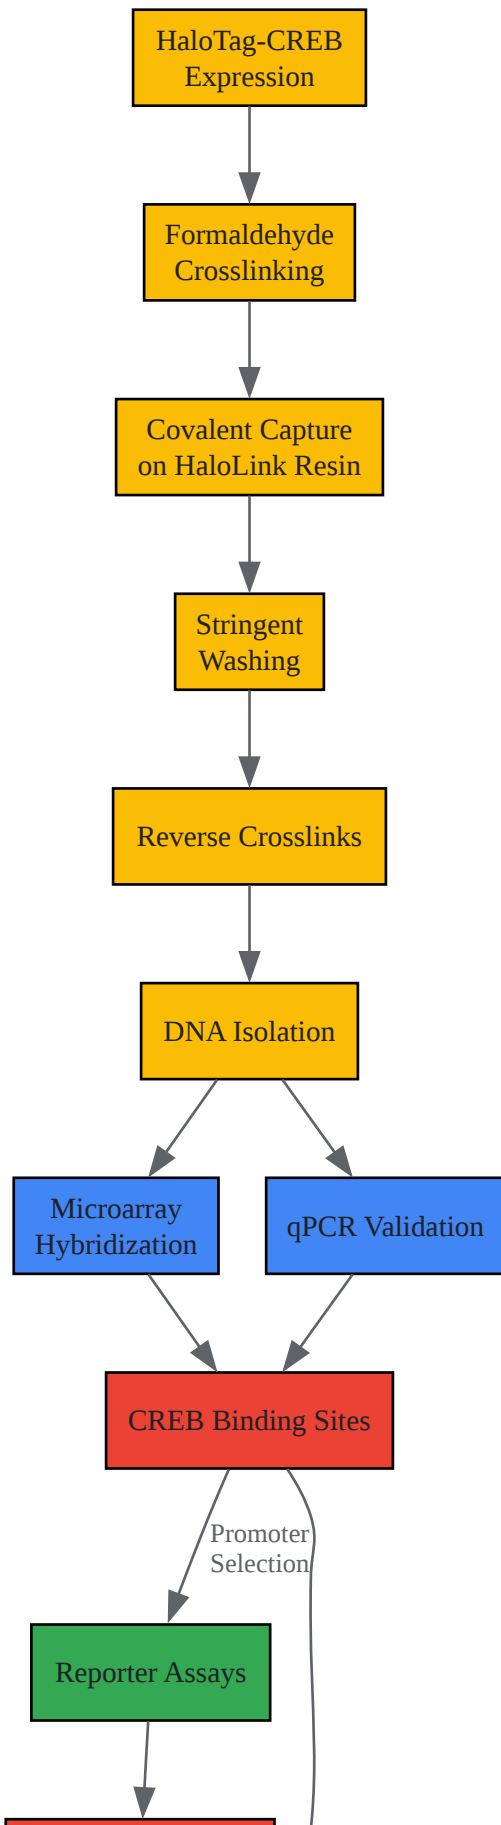 HaloTag-CREB
Expression
Formaldehyde
Crosslinking
Covalent Capture
on HaloLink Resin
Stringent
Washing
Reverse Crosslinks
DNA Isolation
Microarray
Hybridization
qPCR Validation
CREB Binding Sites
Promoter
Selection
Reporter Assays